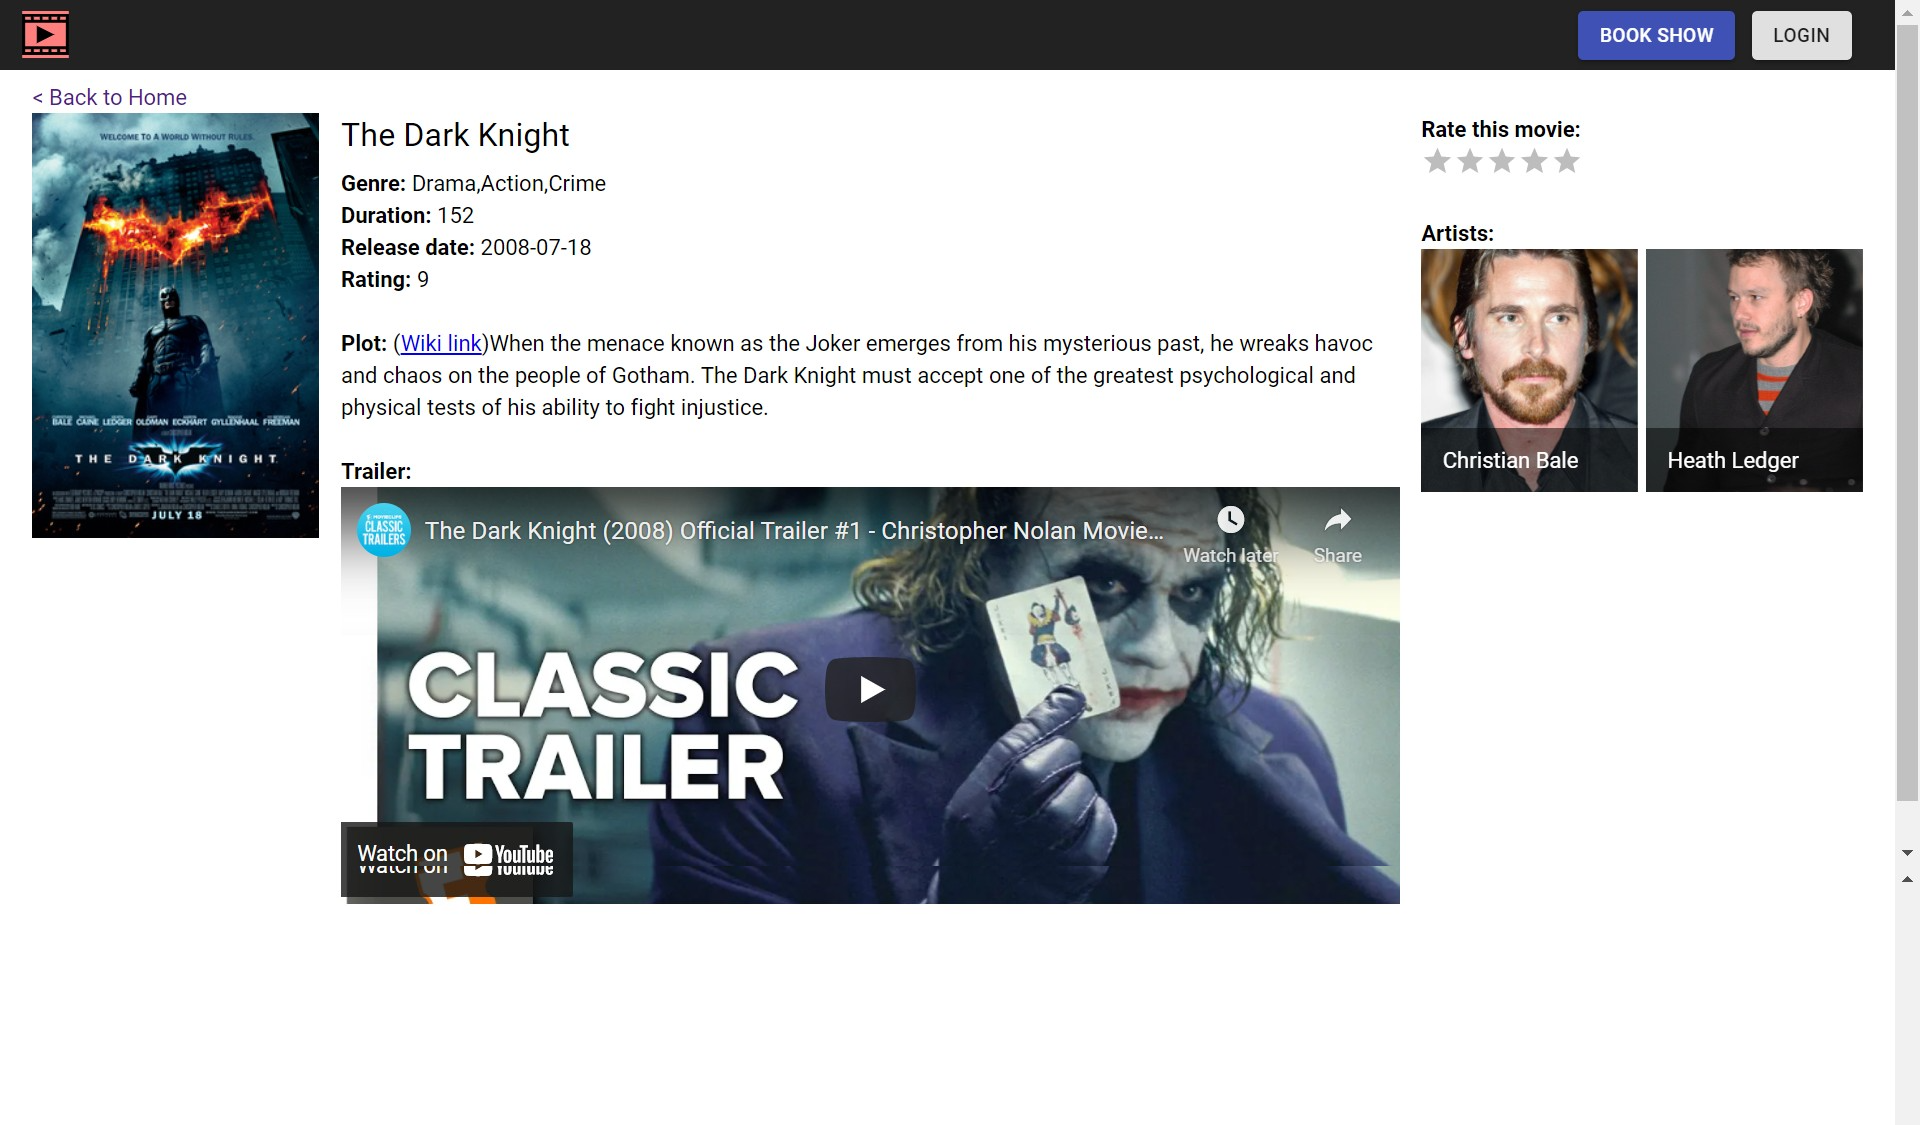 BOOK SHOW
LOGIN
< Back to Home
WELCOME TO A WORLD WITHOUT RULES.
BALE CAINE LEDGER OLDMAN ECKHART GYLLENHAAL FREEMAN
THE DARK KNIGHT
JULY 18
The Dark Knight
Genre: Drama,Action,Crime
Duration: 152
Release date: 2008-07-18
Rating: 9
Plot: (Wiki link)When the menace known as the Joker emerges from his mysterious past, he wreaks havoc
and chaos on the people of Gotham. The Dark Knight must accept one of the greatest psychological and
physical tests of his ability to fight injustice.
Trailer:
CLASSIC
TRAILERS
The Dark Knight (2008) Official Trailer #1 - Christopher Nolan Movie...
Watch later
Share
CLASSIC
TRAILER
Watch on YouTube
Watch on YouTube
Rate this movie:
Artists:
Christian Bale
Heath Ledger